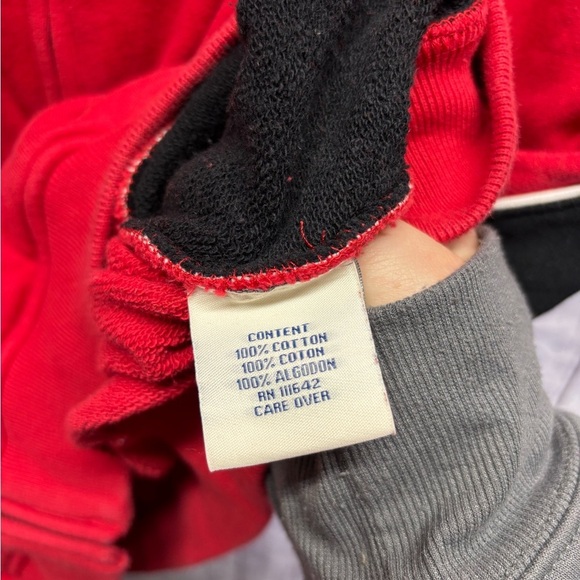 CONTENT
100% COTTON
100% COTON
100% ALGODON
RN 111642
CARE OVER